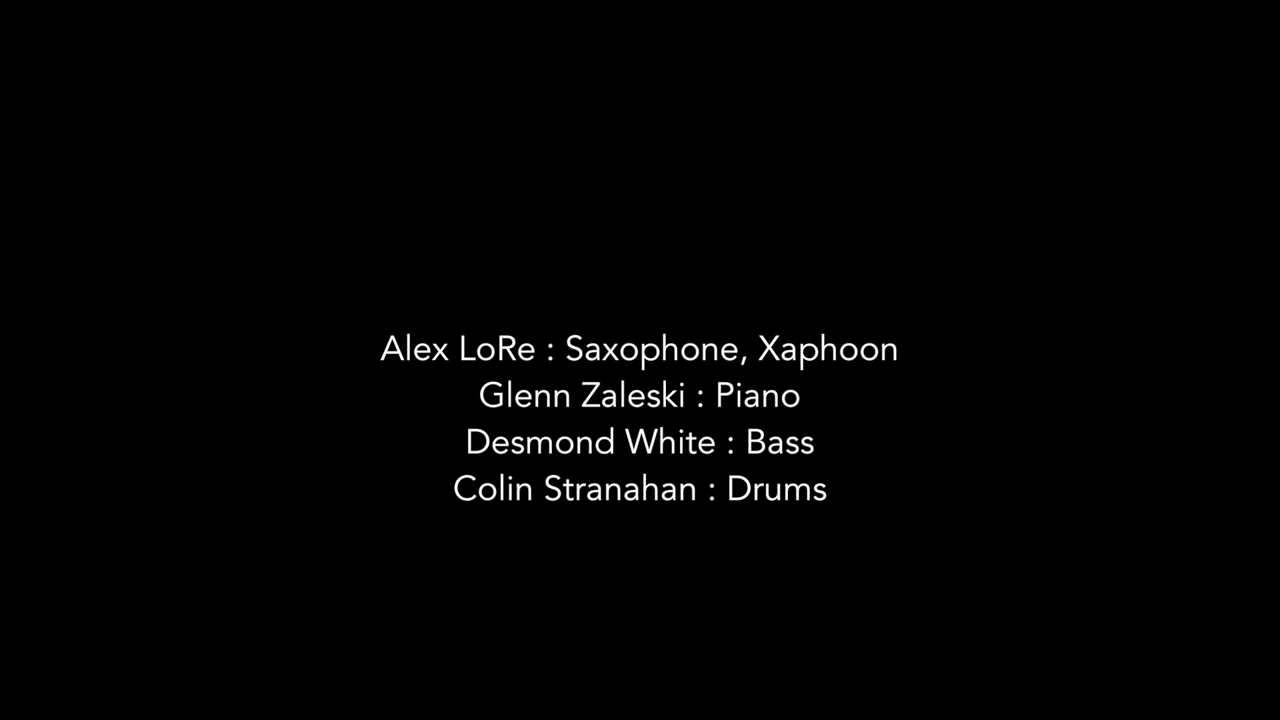 Alex LoRe : Saxophone, Xaphoon
Glenn Zaleski : Piano
Desmond White : Bass
Colin Stranahan : Drums